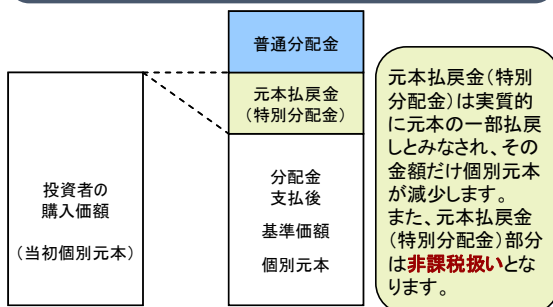 普通分配金
元本払戻金
(特別分配金)
分配金
支払後
基準価額
個別元本
投資者の
購入価額
(当初個別元本)
元本払戻金(特別
分配金)は実質的
に元本の一部払戻
しとみなされ、その
金額だけ個別元本
が減少します。
また、元本払戻金
(特別分配金)部分
は非課税扱いとな
ります。